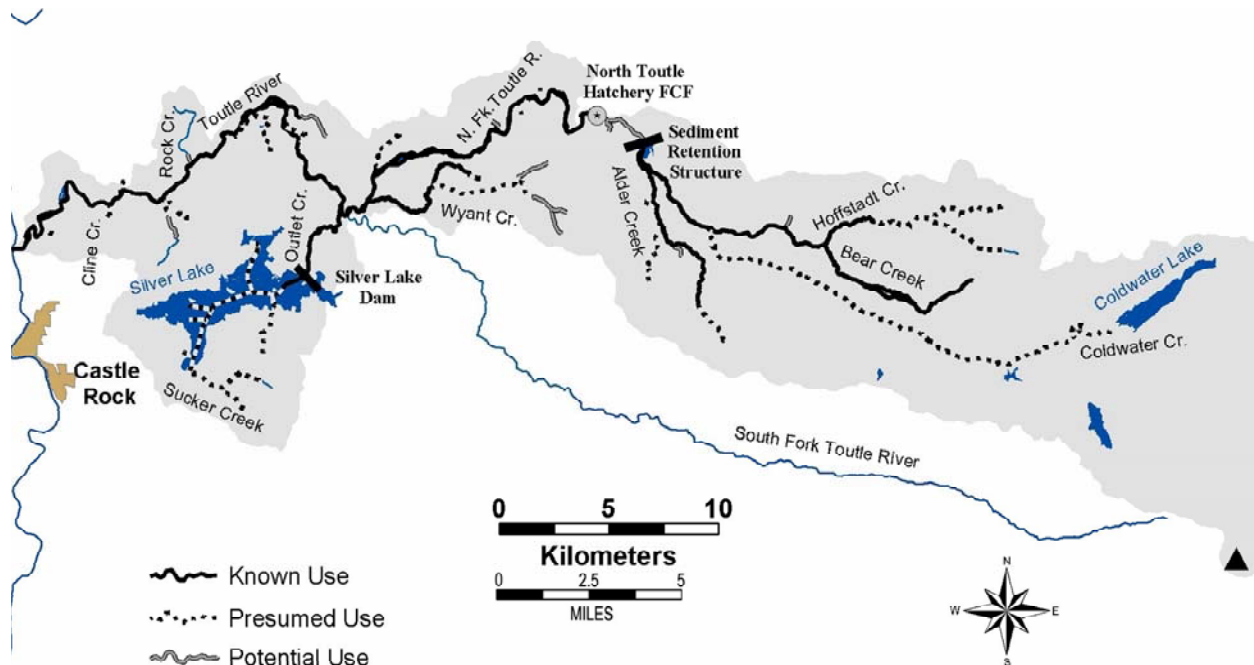 North Toutle
Hatchery FCF
N. Fk. Toutle R.
Toutle River
Rock Cr.
Sediment
Retention
Structure
Alder Creek
Hoffstadt Cr.
Bear Creek
Wyant Cr.
Outlet Cr.
Cline Cr.
Silver Lake
Silver Lake
Dam
Coldwater Lake
Coldwater Cr.
Castle
Rock
Sucker Creek
South Fork Toutle River
0 5 10
Kilometers
0 2.5 5
MILES
Known Use
Presumed Use
Potential Use
N
W E
S